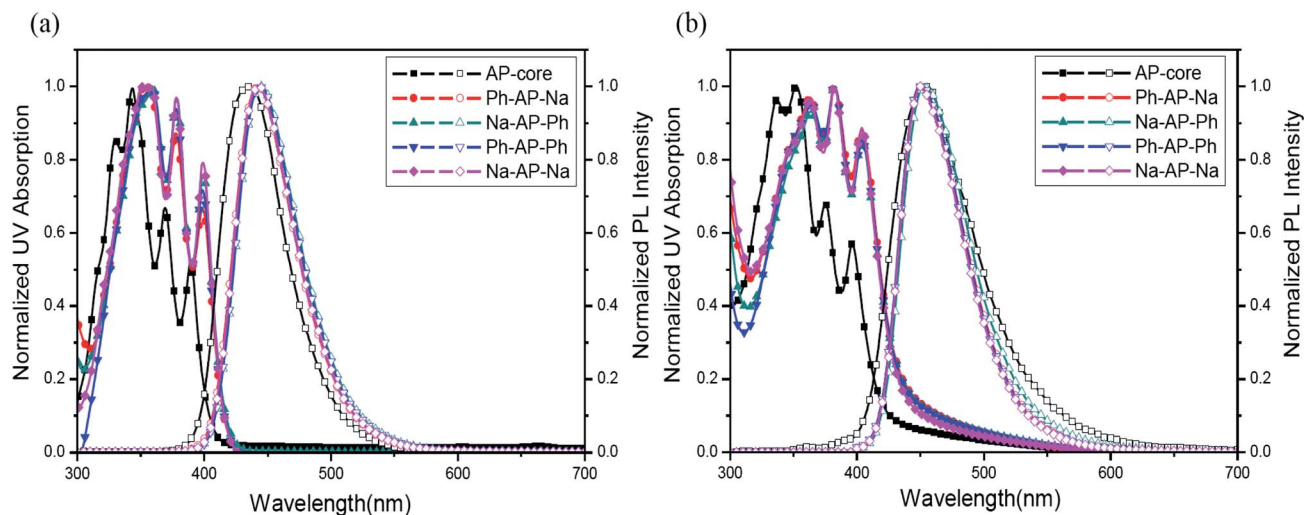 (a)
(b)
1.0
0.8
0.6
0.4
0.2
0.0
Normalized UV Absorption
AP-core
Ph-AP-Na
Na-AP-Ph
Ph-AP-Ph
Na-AP-Na
1.0
0.8
0.6
0.4
0.2
0.0
Normalized PL Intensity
300 400 500 600 700
Wavelength(nm)
1.0
0.8
0.6
0.4
0.2
0.0
Normalized UV Absorption
AP-core
Ph-AP-Na
Na-AP-Ph
Ph-AP-Ph
Na-AP-Na
1.0
0.8
0.6
0.4
0.2
0.0
Normalized PL Intensity
300 400 500 600 700
Wavelength(nm)